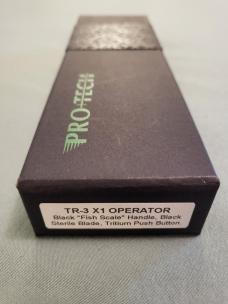 PRO-TECH
TR-3 X1 OPERATOR
Black "Fish Scale" Handle, Black
Sterile Blade, Tritium Push Button